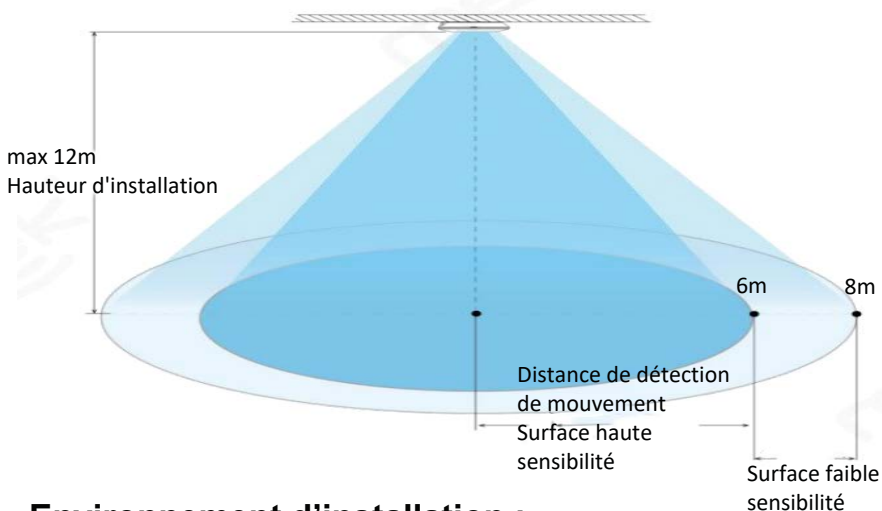 max 12m
Hauteur d'installation
6m
8m
Distance de détection
de mouvement
Surface haute
sensibilité
Surface faible
sensibilité
Environnement d'installation :